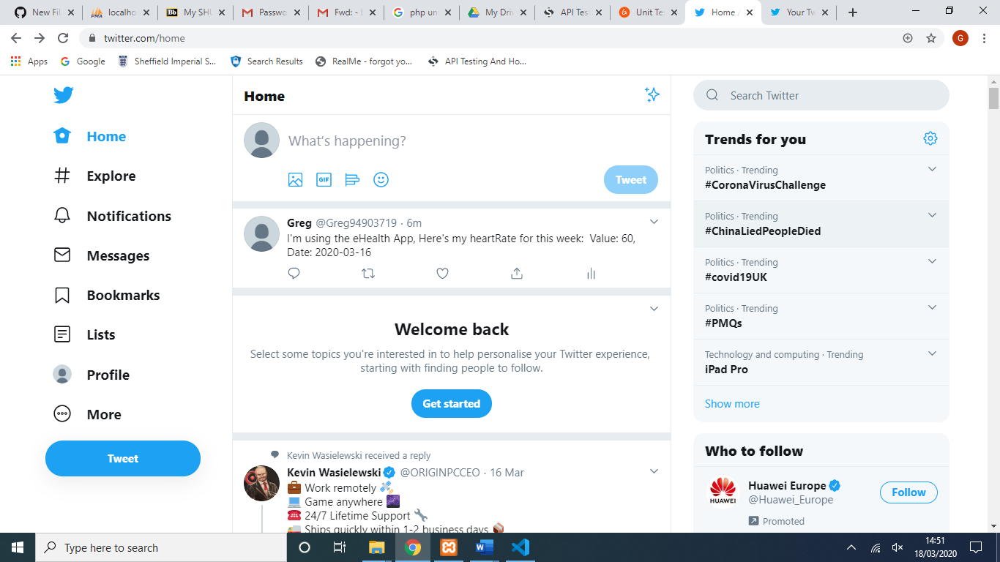 New Fil
localho
My SHU
Passwo
Fwd: - b
php un
My Driv
API Test
Unit Tes
Home /
Your Tw
twitter.com/home
G
Apps
Google
Sheffield Imperial S...
Search Results
RealMe - forgot yo...
API Testing And Ho...
Home
Explore
Notifications
Messages
Bookmarks
Lists
Profile
More
Tweet
Home
What's happening?
GIF
Tweet
Greg @Greg94903719 · 6m
I'm using the eHealth App, Here's my heartRate for this week:  Value: 60,
Date: 2020-03-16
Welcome back
Select some topics you're interested in to help personalise your Twitter experience,
starting with finding people to follow.
Get started
Kevin Wasielewski received a reply
Kevin Wasielewski @ORIGINPCCEO · 16 Mar
💼 Work remotely 🛰️
💻 Game anywhere 🌌
☎️ 24/7 Lifetime Support 🔧
🚚 Ships quickly within 1-2 business days 📦
Search Twitter
Trends for you
Politics · Trending
#CoronaVirusChallenge
Politics · Trending
#ChinaLiedPeopleDied
Politics · Trending
#covid19UK
Politics · Trending
#PMQs
Technology and computing · Trending
iPad Pro
Show more
Who to follow
HUAWEI
Huawei Europe
@Huawei_Europe
Follow
Promoted
Type here to search
14:51
18/03/2020